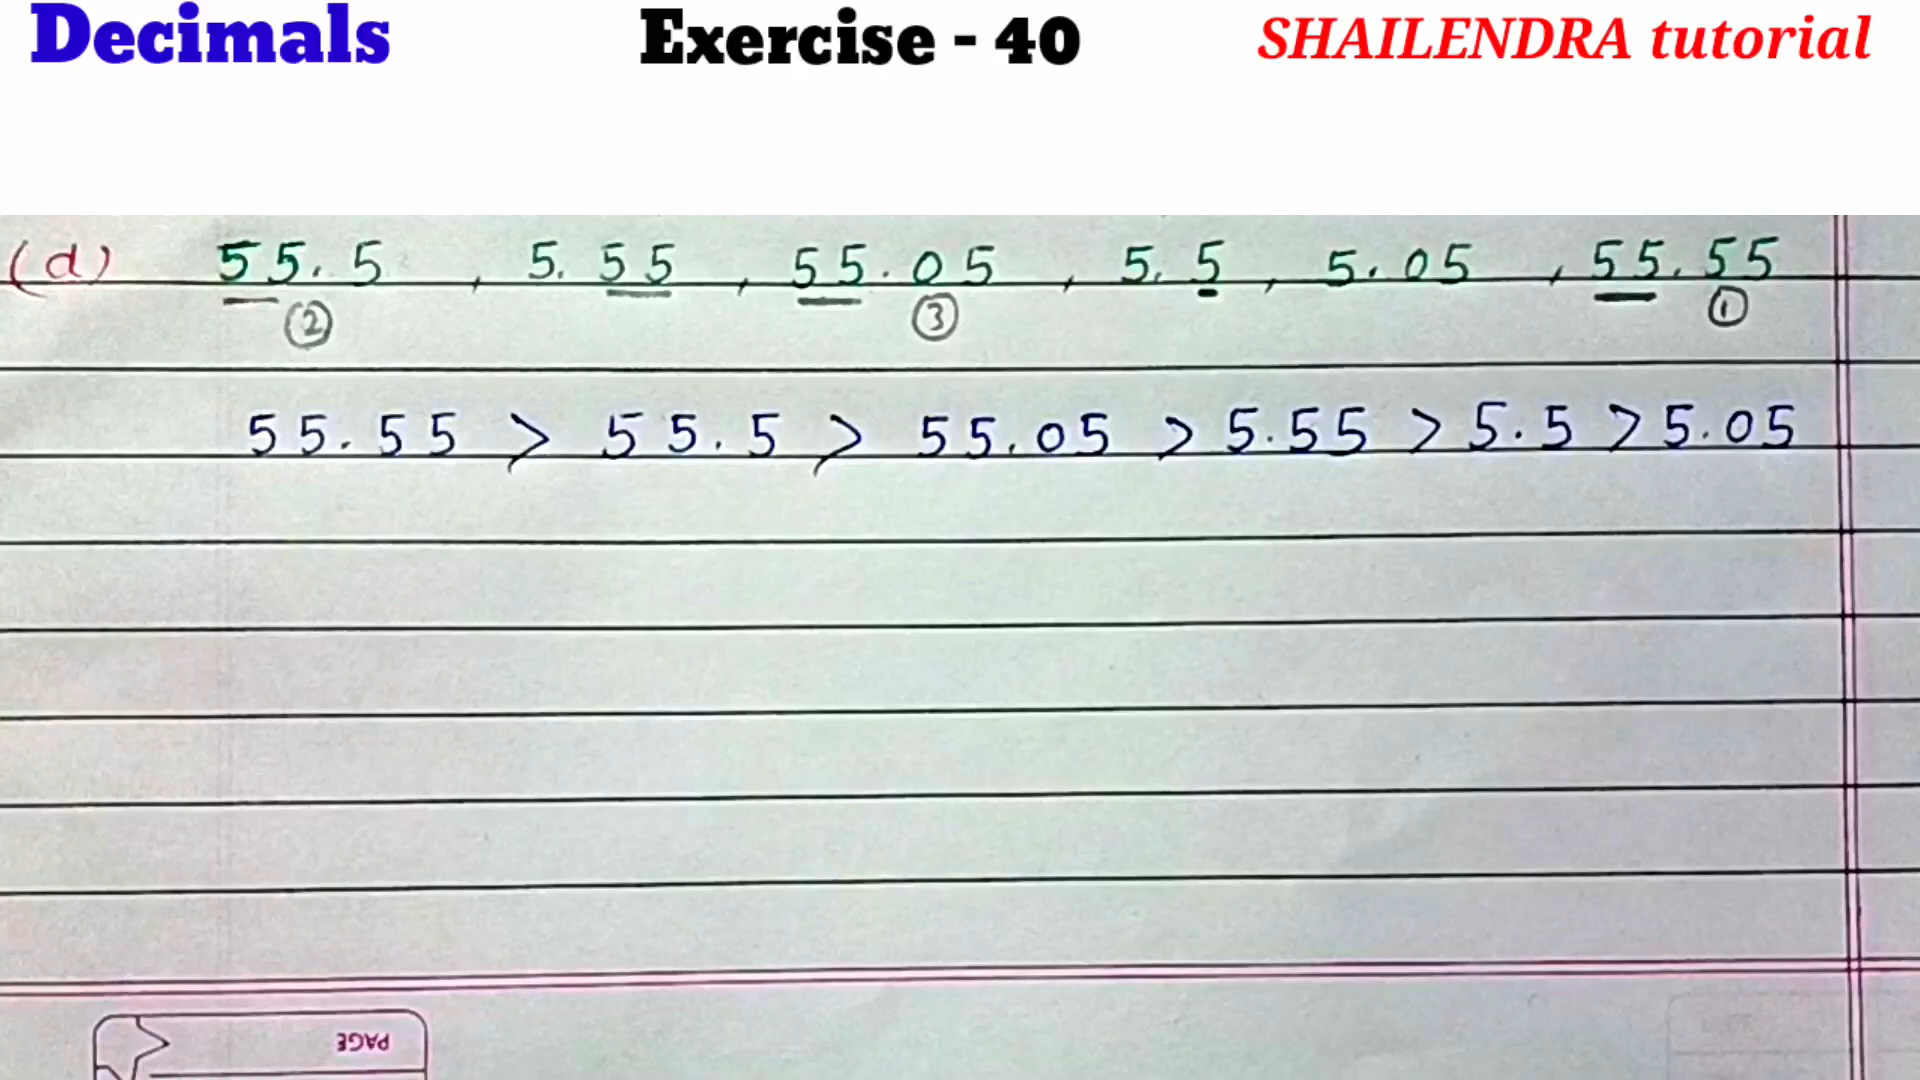 Decimals Exercise - 40 SHAILENDRA tutorial
(d) 55.5 , 5.55 , 55.05 , 5.5 , 5.05 , 55.55
② ③ ①
55.55 > 55.5 > 55.05 > 5.55 > 5.5 > 5.05
PAGE